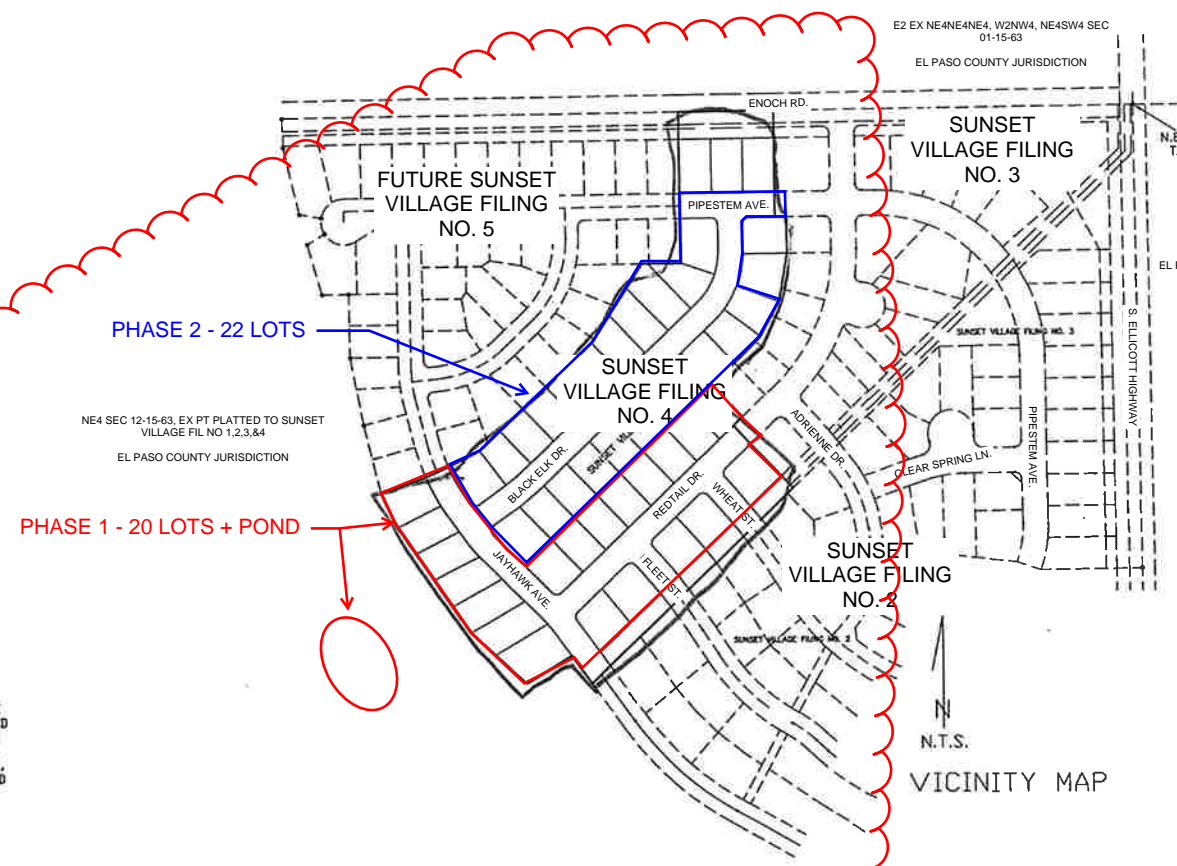 E2 EX NE4NE4NE4, W2NW4, NE4SW4 SEC
01-15-63
EL PASO COUNTY JURISDICTION
ENOCH RD.
SUNSET
VILLAGE FILING
NO. 3
FUTURE SUNSET
VILLAGE FILING
NO. 5
PIPESTEM AVE.
PHASE 2 - 22 LOTS
SUNSET
VILLAGE FILING
NO. 4
SUNSET VILLAGE FILING NO. 3
S. ELLICOTT HIGHWAY
NE4 SEC 12-15-63, EX PT PLATTED TO SUNSET
VILLAGE FIL NO 1,2,3,&4
EL PASO COUNTY JURISDICTION
ADRIENNE DR.
PIPESTEM AVE.
CLEAR SPRING LN.
BLACK ELK DR.
REDTAIL DR.
WHEAT ST.
PHASE 1 - 20 LOTS + POND
JAYHAWK AVE.
FLEET ST.
SUNSET
VILLAGE FILING
NO. 2
SUNSET VILLAGE FILING NO. 2
N
N.T.S.
VICINITY MAP